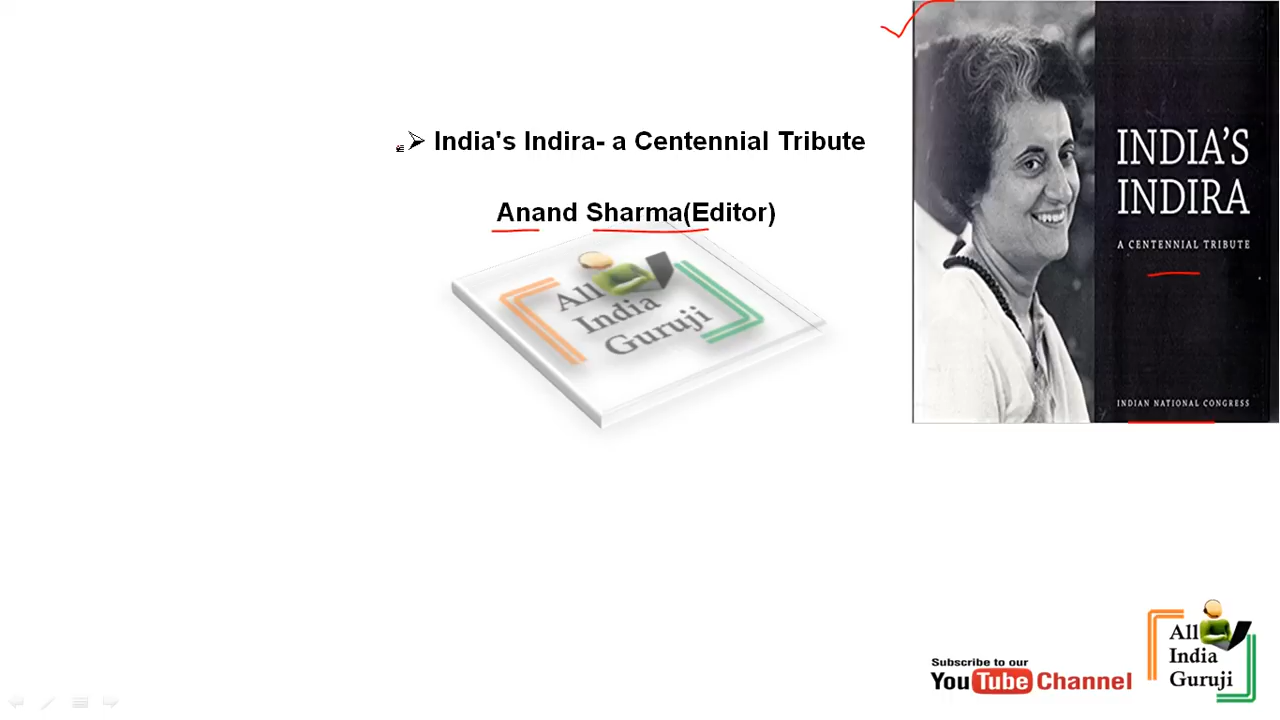 India's Indira- a Centennial Tribute
Anand Sharma(Editor)
All
India
Guruji
INDIA'S
INDIRA
A CENTENNIAL TRIBUTE
INDIAN NATIONAL CONGRESS
Subscribe to our
YouTube Channel
All
India
Guruji